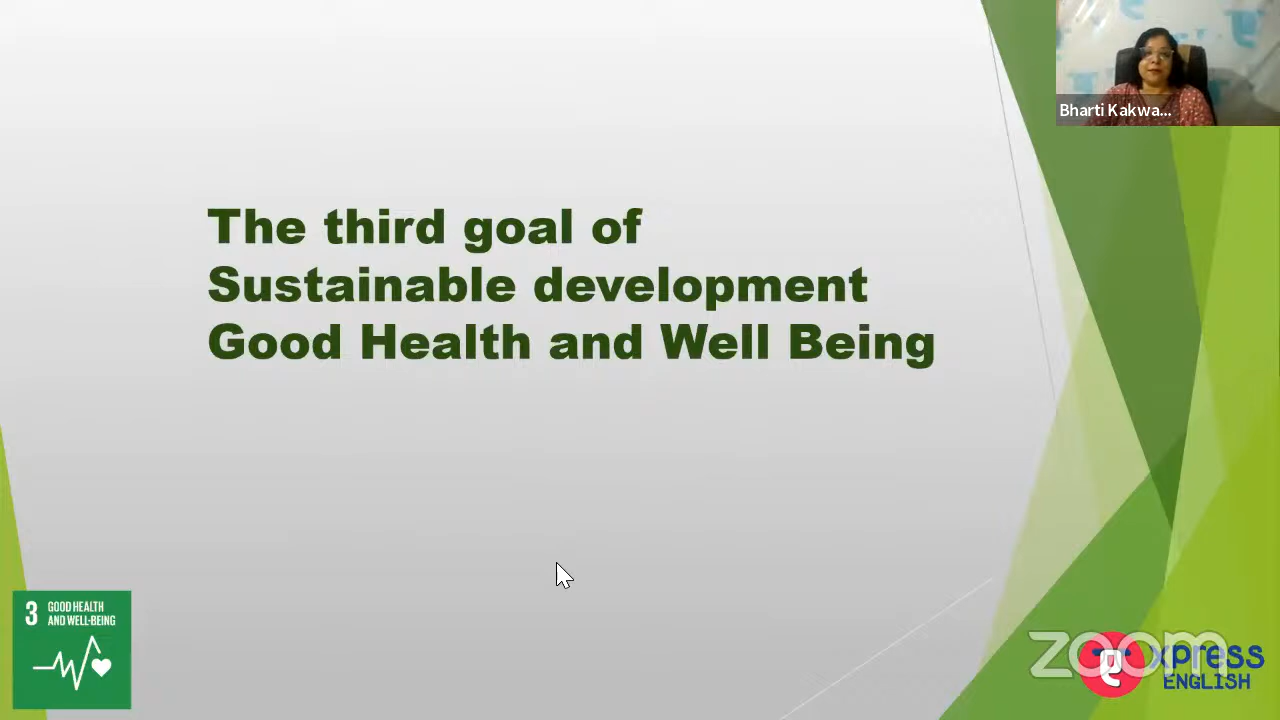 Bharti Kakwa...
The third goal of
Sustainable development
Good Health and Well Being
3 GOOD HEALTH
AND WELL-BEING
zoom
xpress
ENGLISH